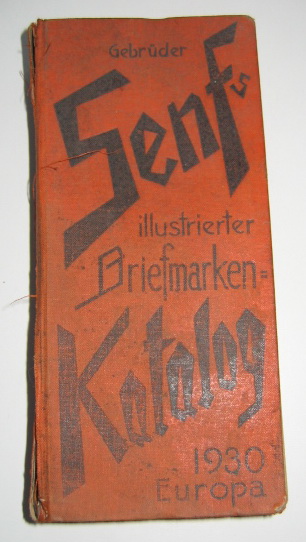 Gebrüder
Senf's
illustrierter
Briefmarken=
Katalog
1930
Europa